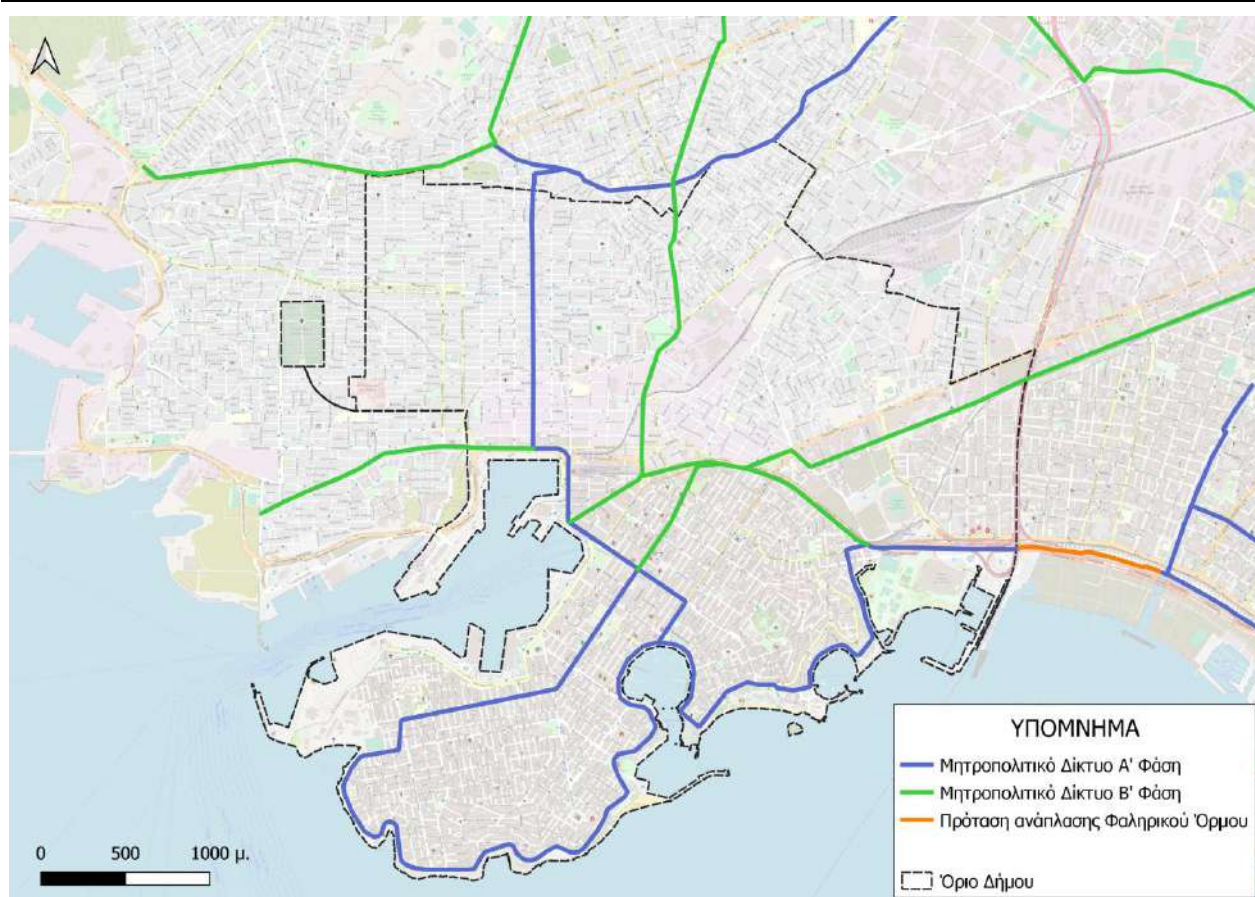 ΥΠΟΜΝΗΜΑ
Μητροπολιτικό Δίκτυο Α' Φάση
Μητροπολιτικό Δίκτυο Β' Φάση
Πρόταση ανάπλασης Φαληρικού Όρμου
Όριο Δήμου
0 500 1000 μ.